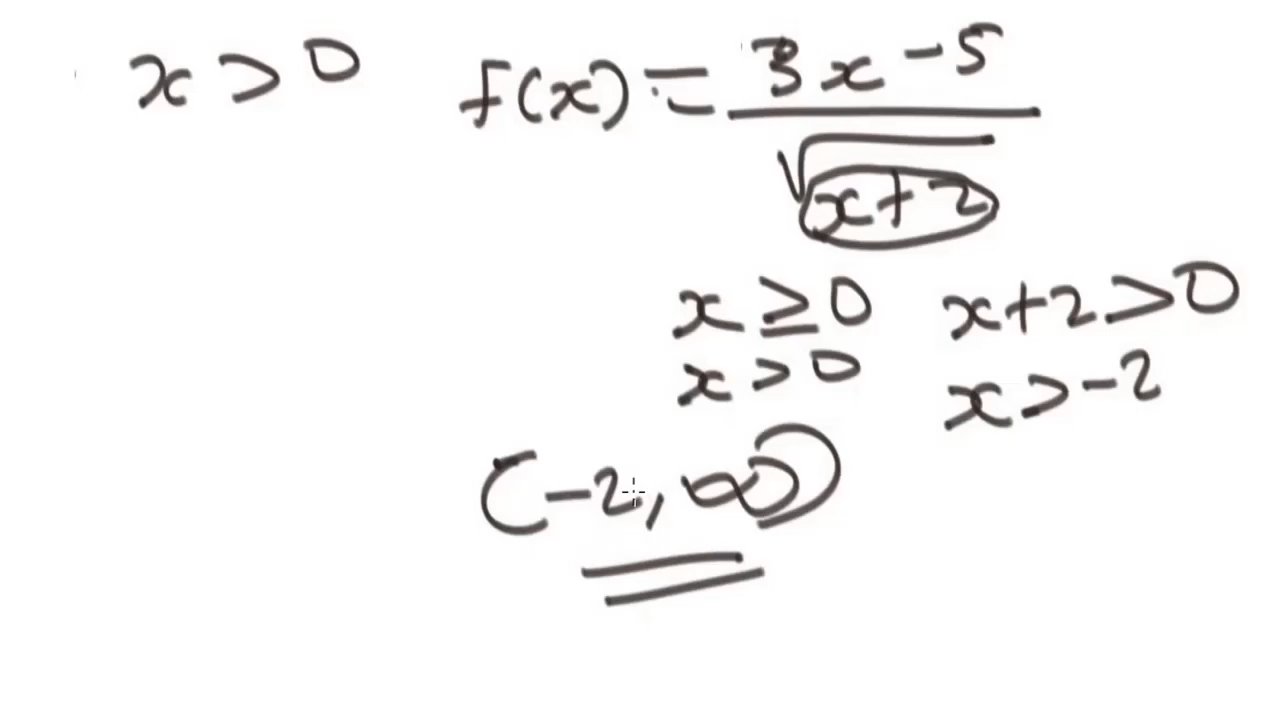 x > 0
f(x) = (3x - 5) / √(x + 2)
x ≥ 0
x + 2 > 0
x > 0
x > -2
(-2, ∞)